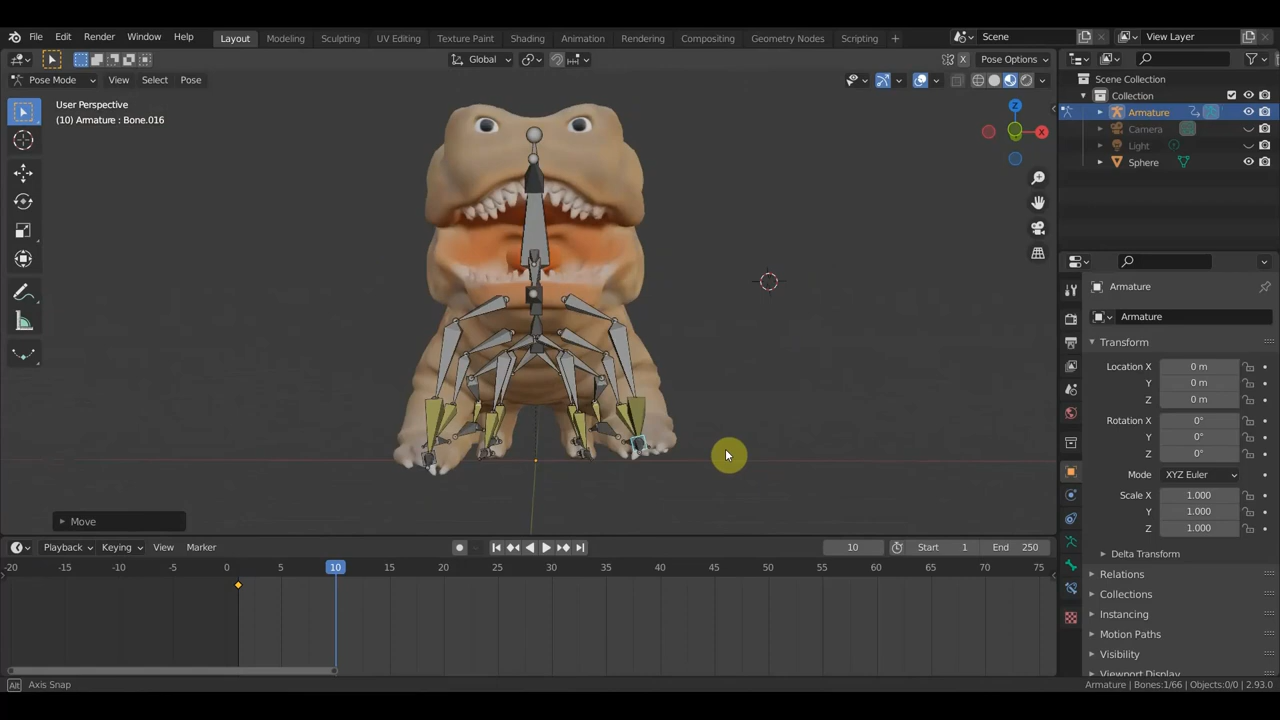 File Edit Render Window Help Layout Modeling Sculpting UV Editing Texture Paint Shading Animation Rendering Compositing Geometry Nodes Scripting + Scene View Layer
Global X Pose Options
Pose Mode View Select Pose
User Perspective
(10) Armature : Bone.016
Z
X
Scene Collection
Collection
Armature
Camera
Light
Sphere
Armature
Armature
Transform
Location X 0 m
Y 0 m
Z 0 m
Rotation X 0°
Y 0°
Z 0°
Mode XYZ Euler
Scale X 1.000
Y 1.000
Z 1.000
Delta Transform
Relations
Collections
Instancing
Motion Paths
Visibility
Viewport Display
Move
Playback Keying View Marker 10 Start 1 End 250
-20 -15 -10 -5 0 5 10 15 20 25 30 35 40 45 50 55 60 65 70 75
Alt Axis Snap Armature | Bones:1/66 | Objects:0/0 | 2.93.0